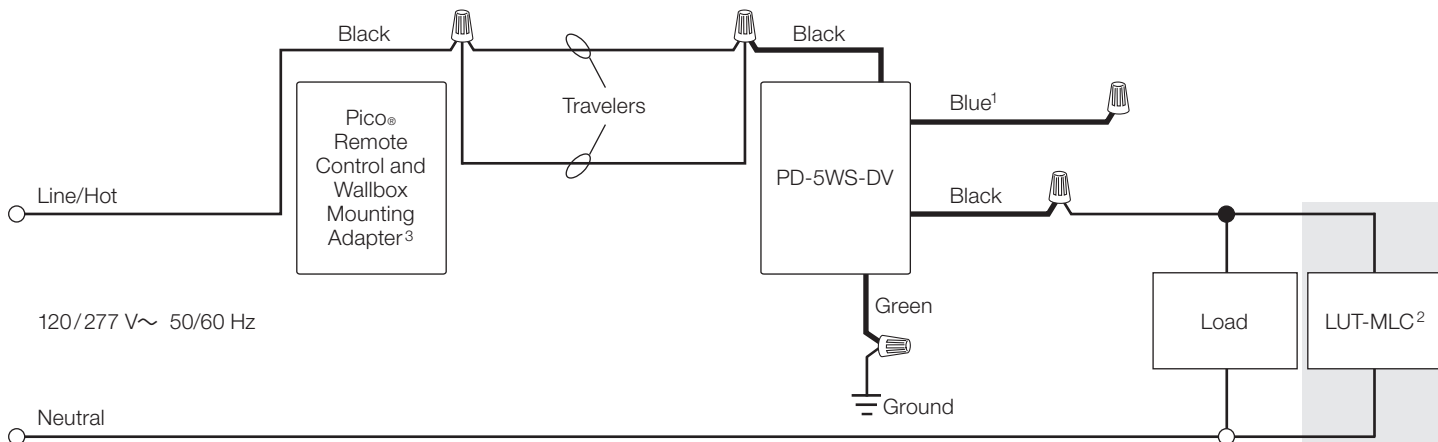 Black
Black
Pico®
Remote
Control and
Wallbox
Mounting
Adapter³
Travelers
PD-5WS-DV
Blue¹
Black
Line/Hot
Green
120/277 V~ 50/60 Hz
Load
LUT-MLC²
Ground
Neutral